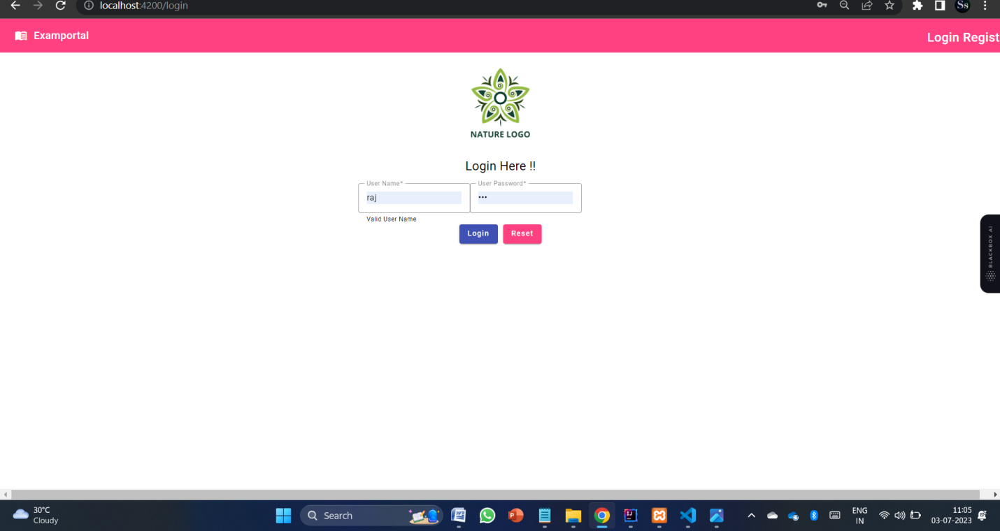 localhost:4200/login
Ss
Examportal
Login Regist
NATURE LOGO
Login Here !!
User Name*
User Password*
raj
•••
Valid User Name
Login
Reset
BLACKBOX AI
30°C
Cloudy
Search
ENG
IN
11:05
03-07-2023